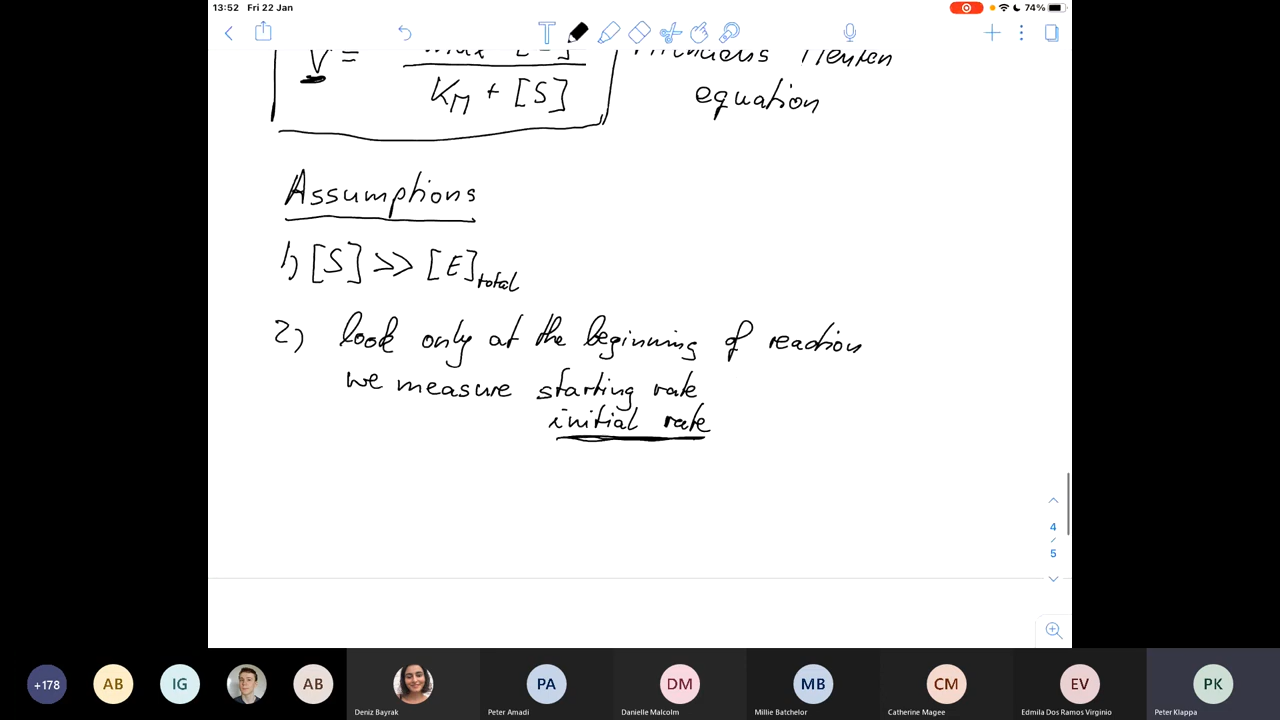 13:52 Fri 22 Jan
74%
V =
K_M + [S]
equation
Assumptions
1) [S] >> [E]total
2) look only at the beginning of reaction
we measure starting rate
initial rate
4
/
5
+178
AB
IG
AB
Deniz Bayrak
PA
Peter Amadi
DM
Danielle Malcolm
MB
Millie Batchelor
CM
Catherine Magee
EV
Edmila Dos Ramos Virginio
PK
Peter Klappa